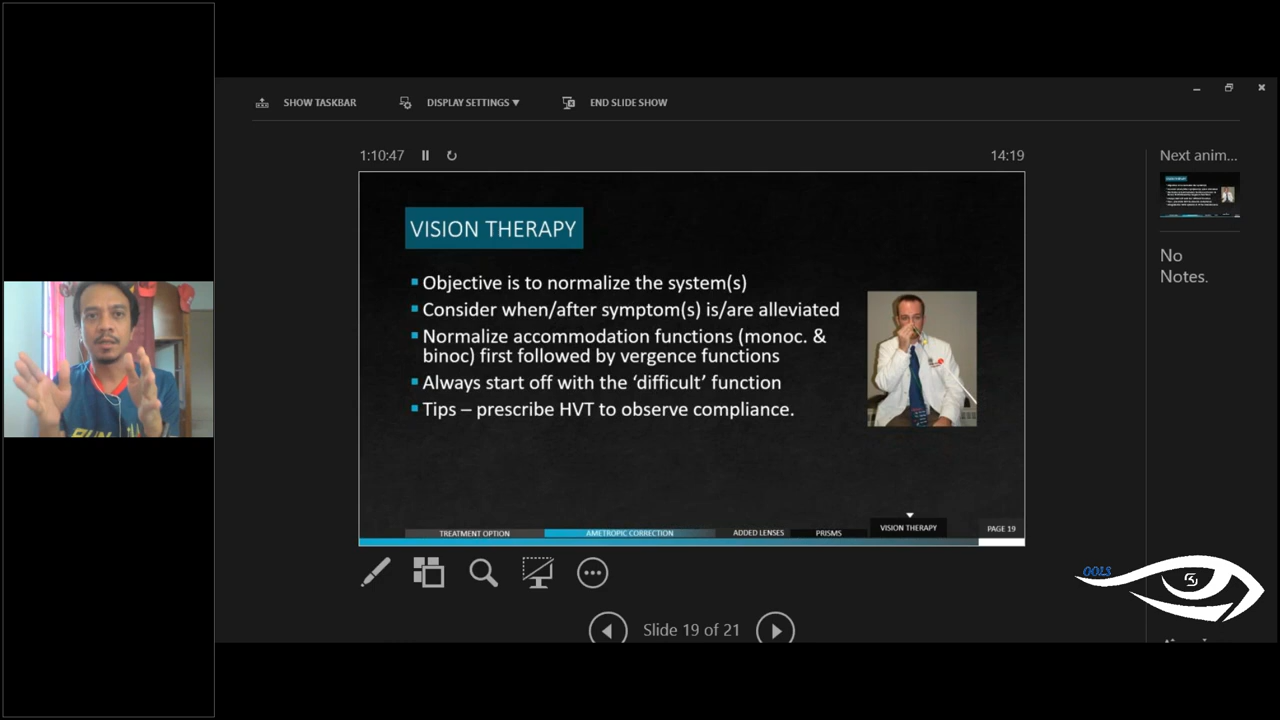 SHOW TASKBAR
DISPLAY SETTINGS ▼
END SLIDE SHOW
1:10:47
14:19
Next anim...
VISION THERAPY
Objective is to normalize the system(s)
Consider when/after symptom(s) is/are alleviated
Normalize accommodation functions (monoc. &
binoc) first followed by vergence functions
Always start off with the ‘difficult’ function
Tips – prescribe HVT to observe compliance.
No
Notes.
TREATMENT OPTION
AMETROPIC CORRECTION
ADDED LENSES
PRISMS
VISION THERAPY
PAGE 19
OOLS
Slide 19 of 21